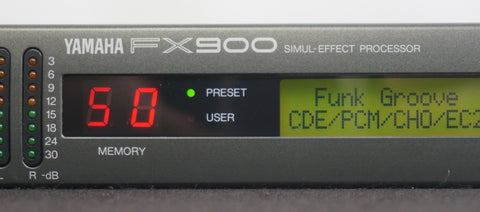 YAMAHA FX900 SIMUL-EFFECT PROCESSOR
3
6
9
12
15
18
24
30
L R -dB
50
MEMORY
PRESET
USER
Funk Groove
CDE/PCM/CHO/EC2